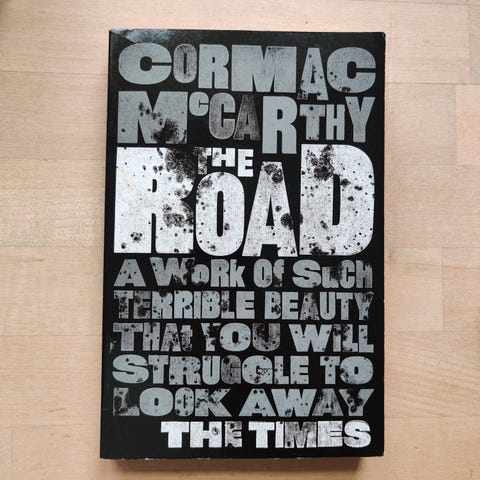 CORMAC
McCARTHY
THE
ROAD
A WORK OF SUCH
TERRIBLE BEAUTY
THAT YOU WILL
STRUGGLE TO
LOOK AWAY
THE TIMES